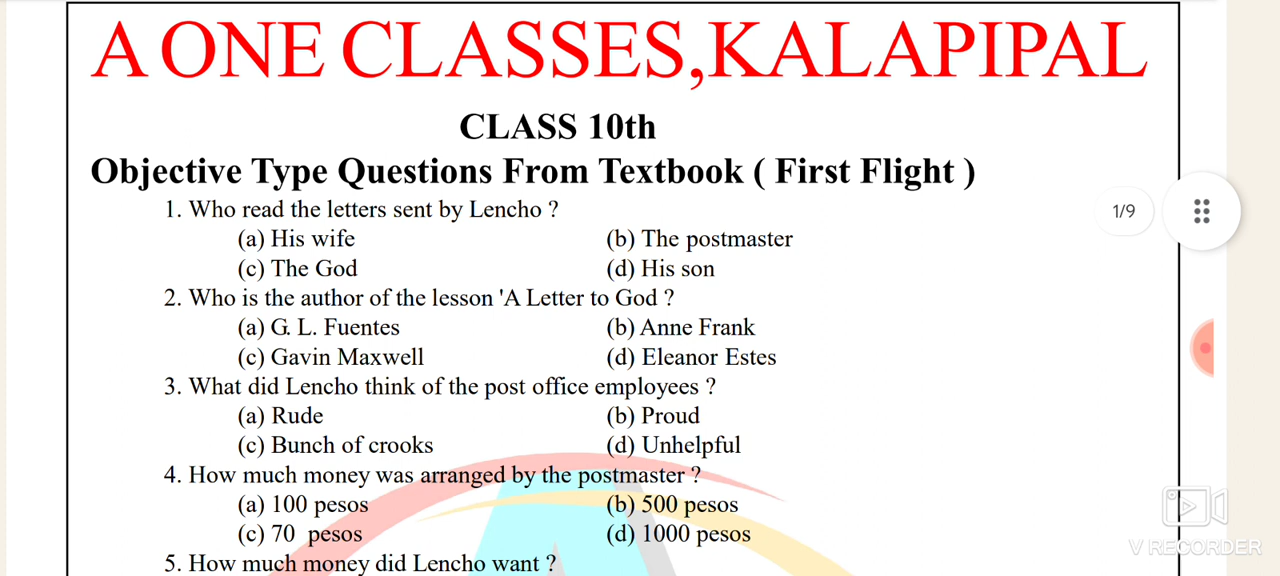 A ONE CLASSES,KALAPIPAL
CLASS 10th
Objective Type Questions From Textbook ( First Flight )
1. Who read the letters sent by Lencho ?
(a) His wife (b) The postmaster
(c) The God (d) His son
2. Who is the author of the lesson 'A Letter to God ?
(a) G. L. Fuentes (b) Anne Frank
(c) Gavin Maxwell (d) Eleanor Estes
3. What did Lencho think of the post office employees ?
(a) Rude (b) Proud
(c) Bunch of crooks (d) Unhelpful
4. How much money was arranged by the postmaster ?
(a) 100 pesos (b) 500 pesos
(c) 70 pesos (d) 1000 pesos
5. How much money did Lencho want ?
1/9
V RECORDER